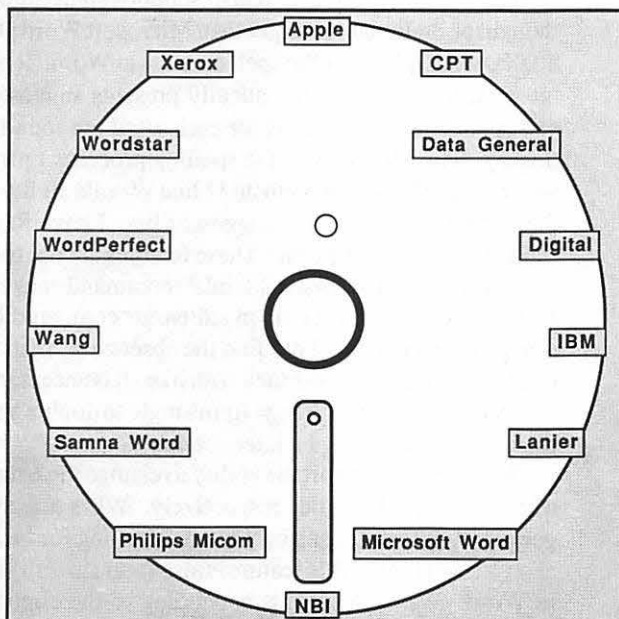 Apple
Xerox
CPT
Wordstar
Data General
WordPerfect
Digital
Wang
IBM
Samna Word
Lanier
Philips Micom
Microsoft Word
NBI